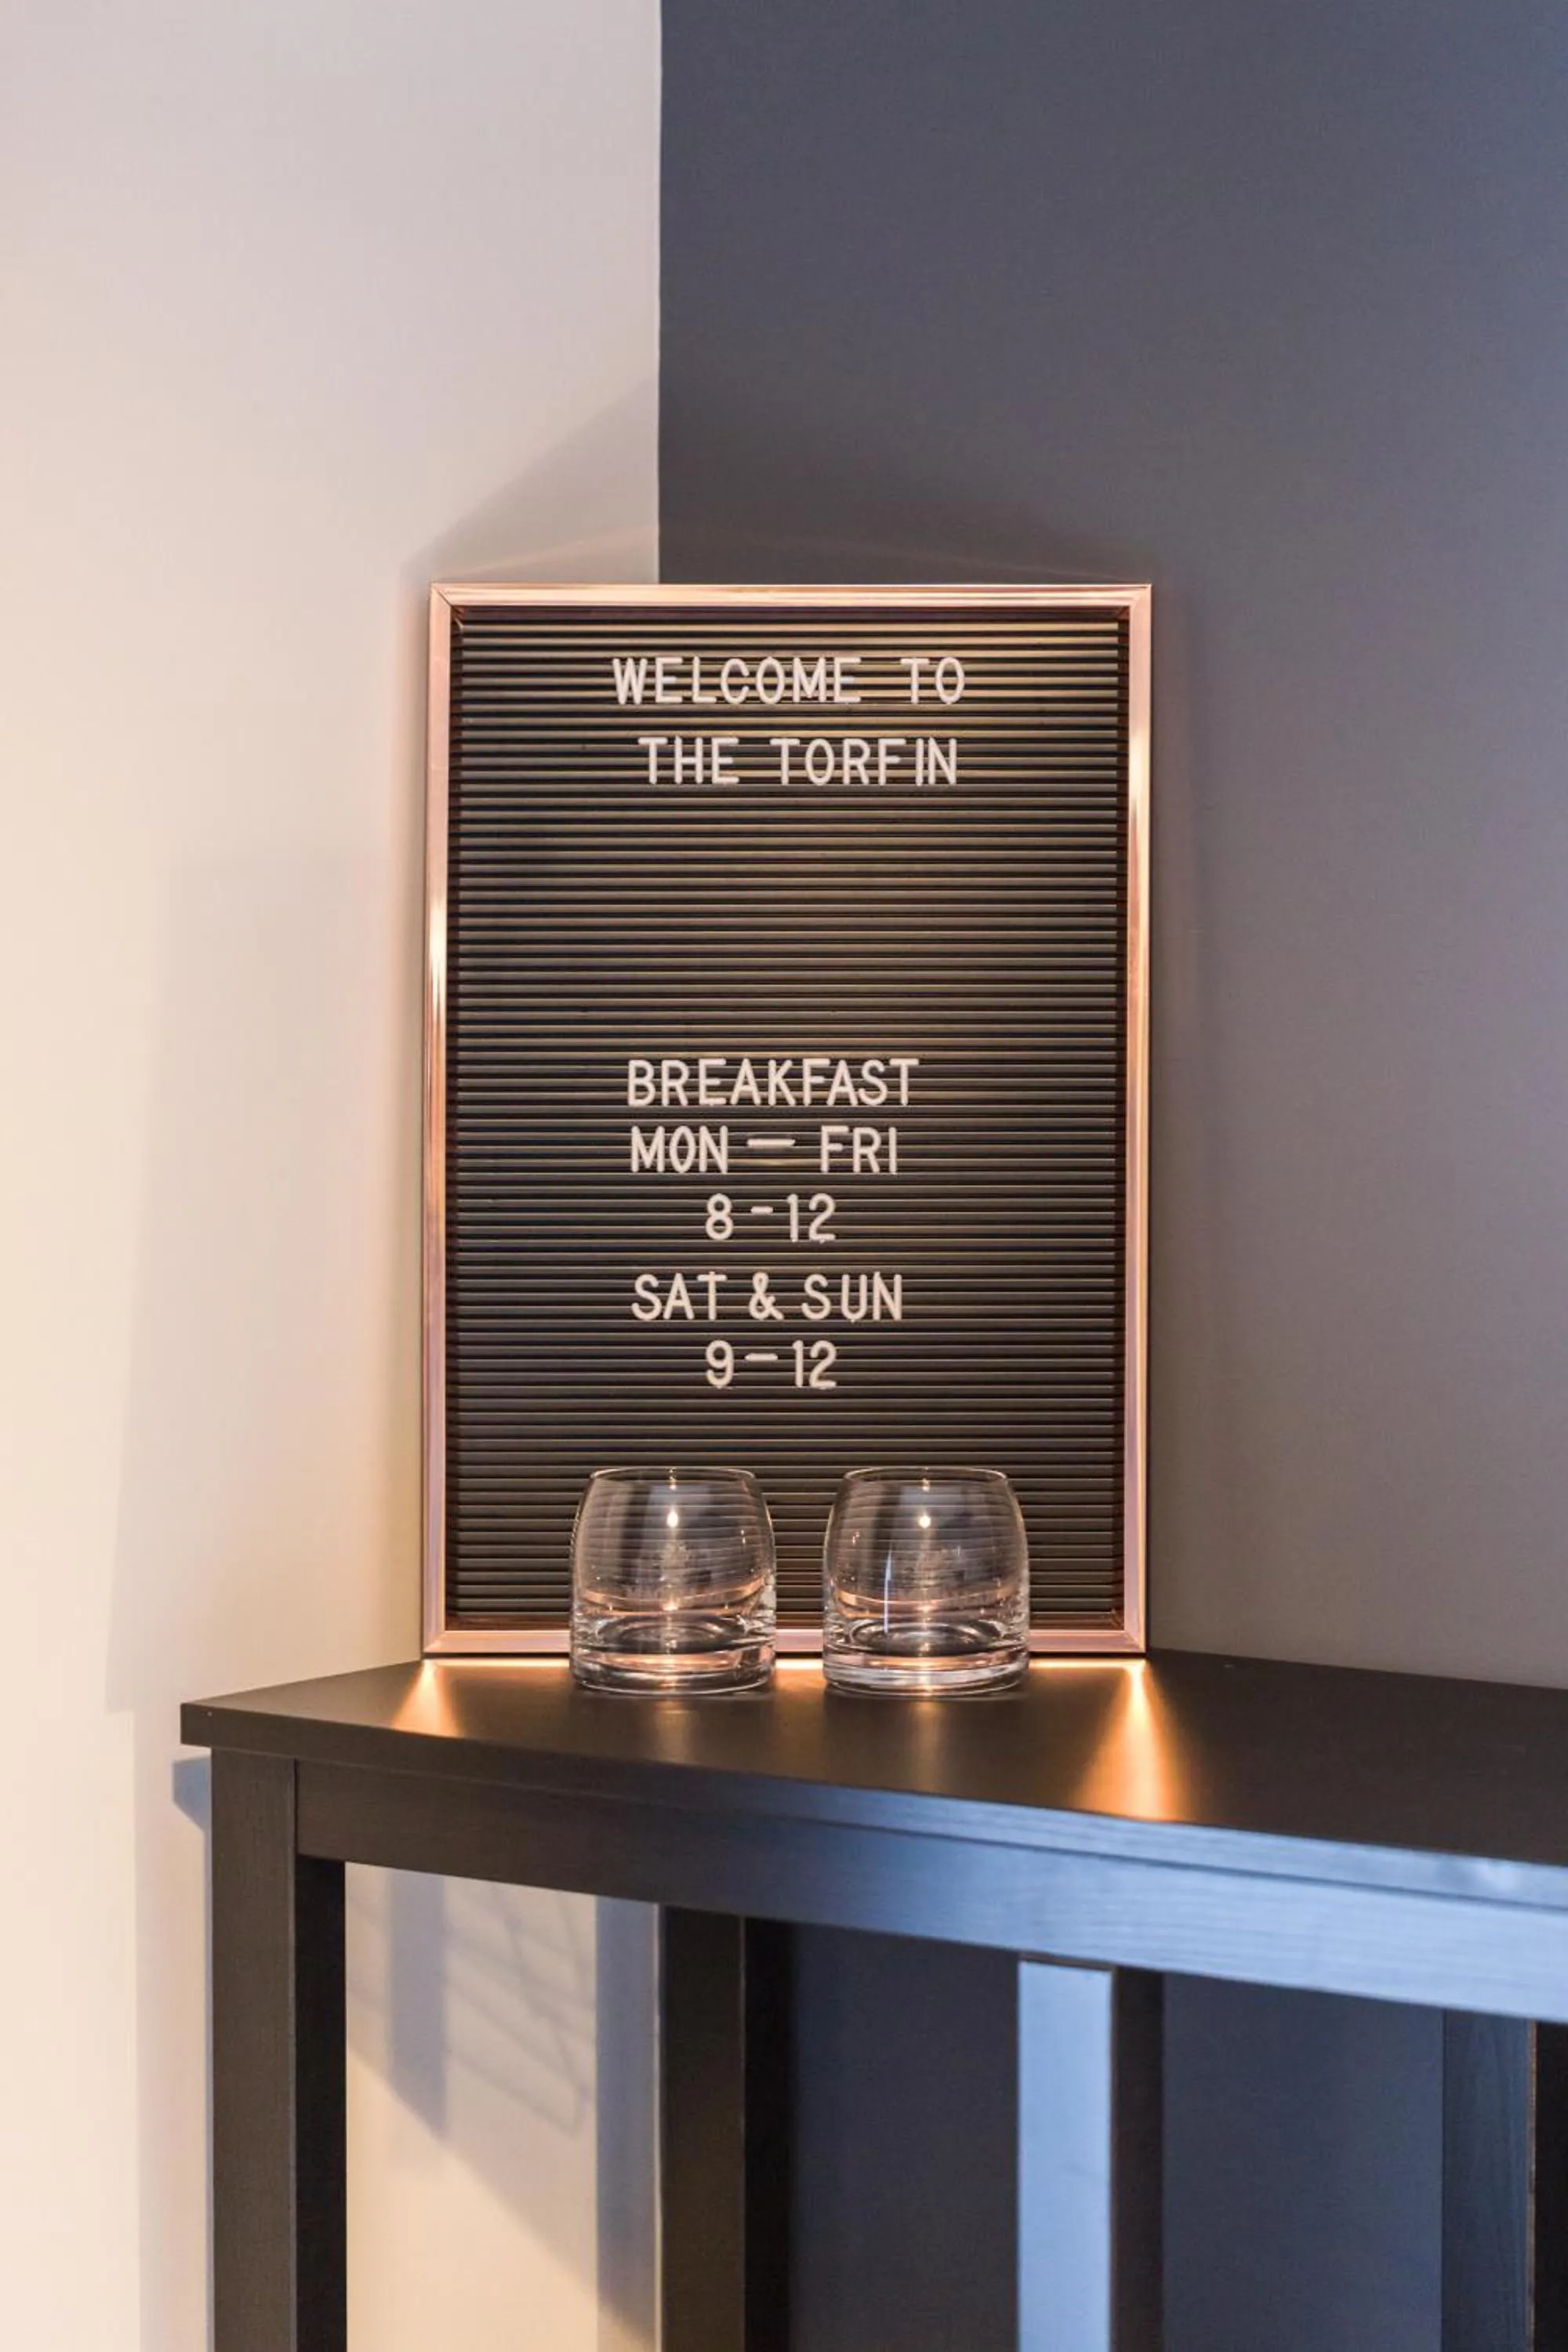 WELCOME TO
THE TORFIN
BREAKFAST
MON — FRI
8-12
SAT & SUN
9-12